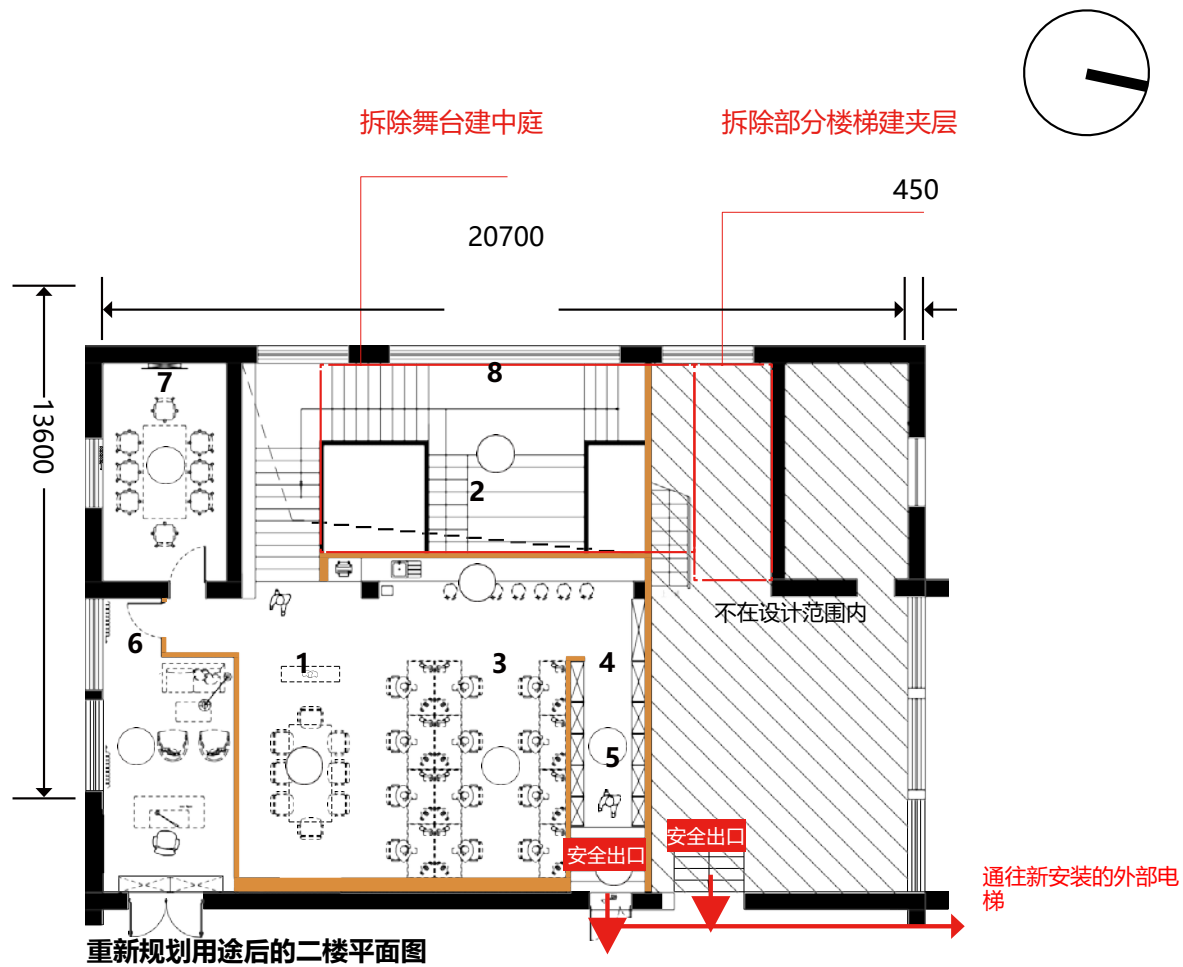 拆除舞台建中庭
拆除部分楼梯建夹层
450
20700
13600
7
8
2
不在设计范围内
6
1
3
4
5
安全出口
安全出口
通往新安装的外部电
梯
重新规划用途后的二楼平面图